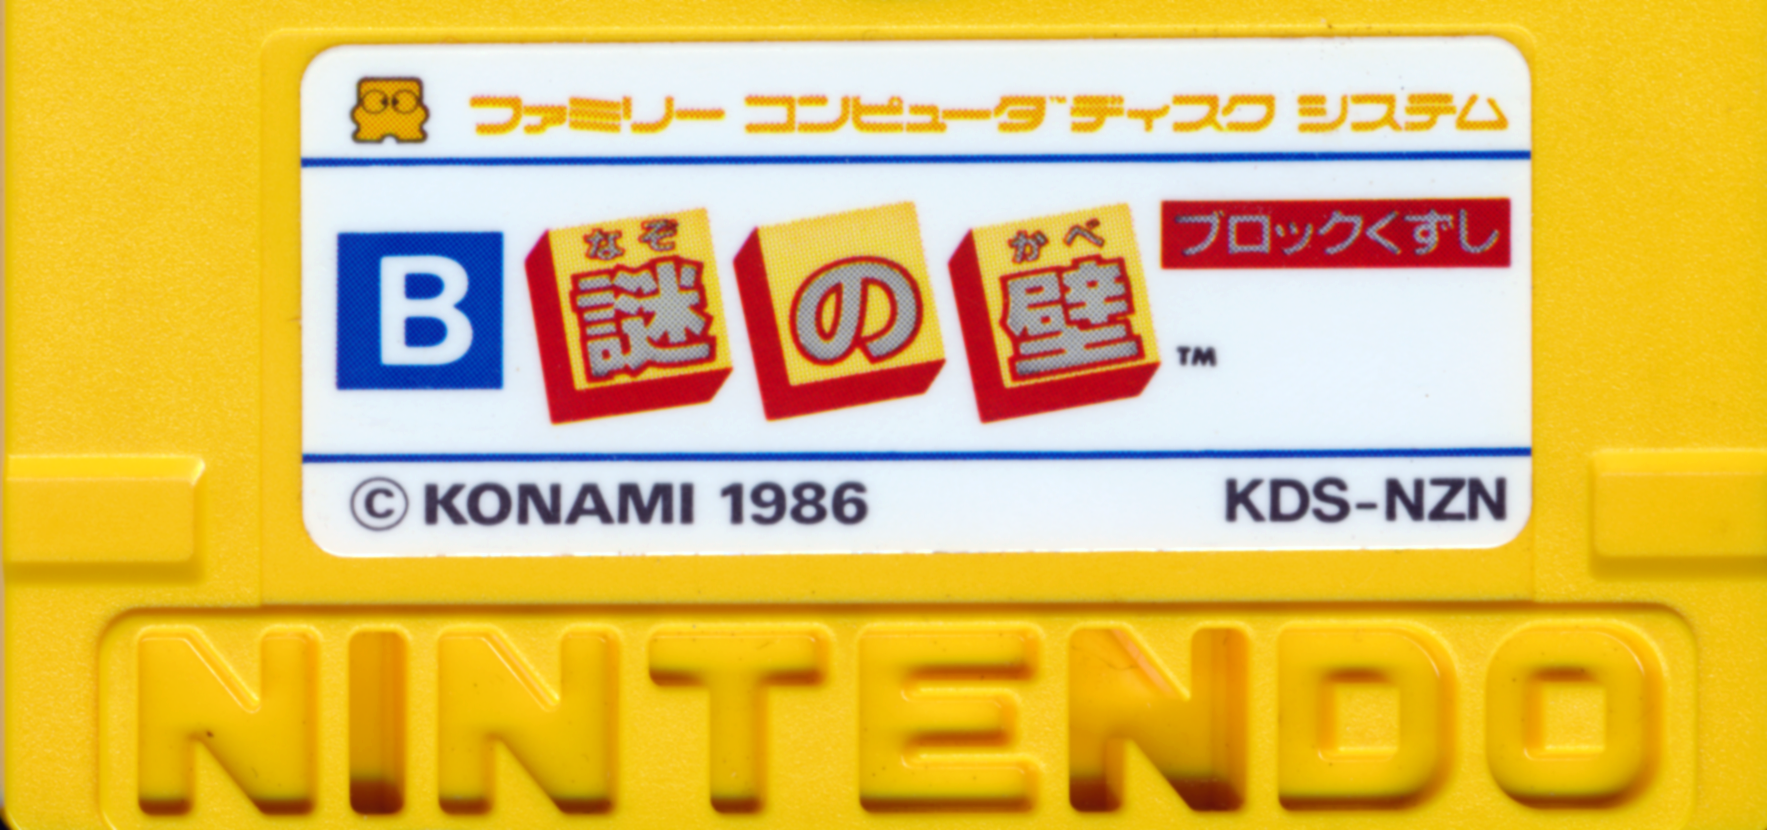 ファミリー コンピュータ ディスク システム
B
なぞ かべ
謎の壁
ブロックくずし
TM
© KONAMI 1986
KDS-NZN
NINTENDO